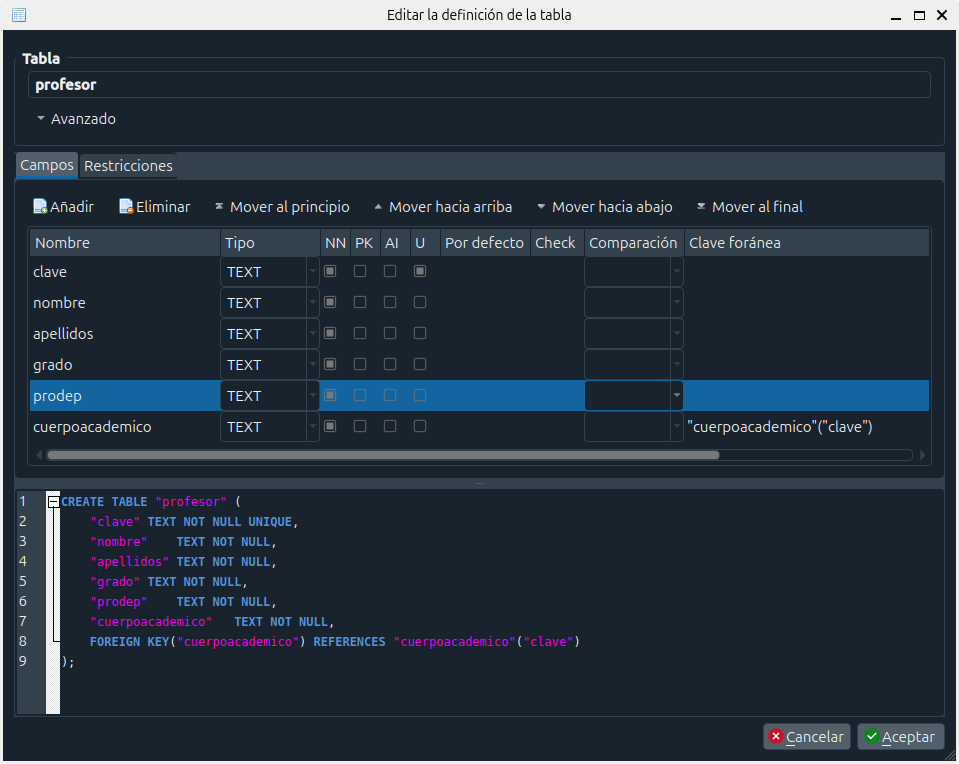 Editar la definición de la tabla
Tabla
profesor
Avanzado
Campos Restricciones
Añadir Eliminar Mover al principio Mover hacia arriba Mover hacia abajo Mover al final
Nombre Tipo NN PK AI U Por defecto Check Comparación Clave foránea
clave TEXT
nombre TEXT
apellidos TEXT
grado TEXT
prodep TEXT
cuerpoacademico TEXT "cuerpoacademico"("clave")
1 CREATE TABLE "profesor" (
2 "clave" TEXT NOT NULL UNIQUE,
3 "nombre" TEXT NOT NULL,
4 "apellidos" TEXT NOT NULL,
5 "grado" TEXT NOT NULL,
6 "prodep" TEXT NOT NULL,
7 "cuerpoacademico" TEXT NOT NULL,
8 FOREIGN KEY("cuerpoacademico") REFERENCES "cuerpoacademico"("clave")
9 );
Cancelar Aceptar